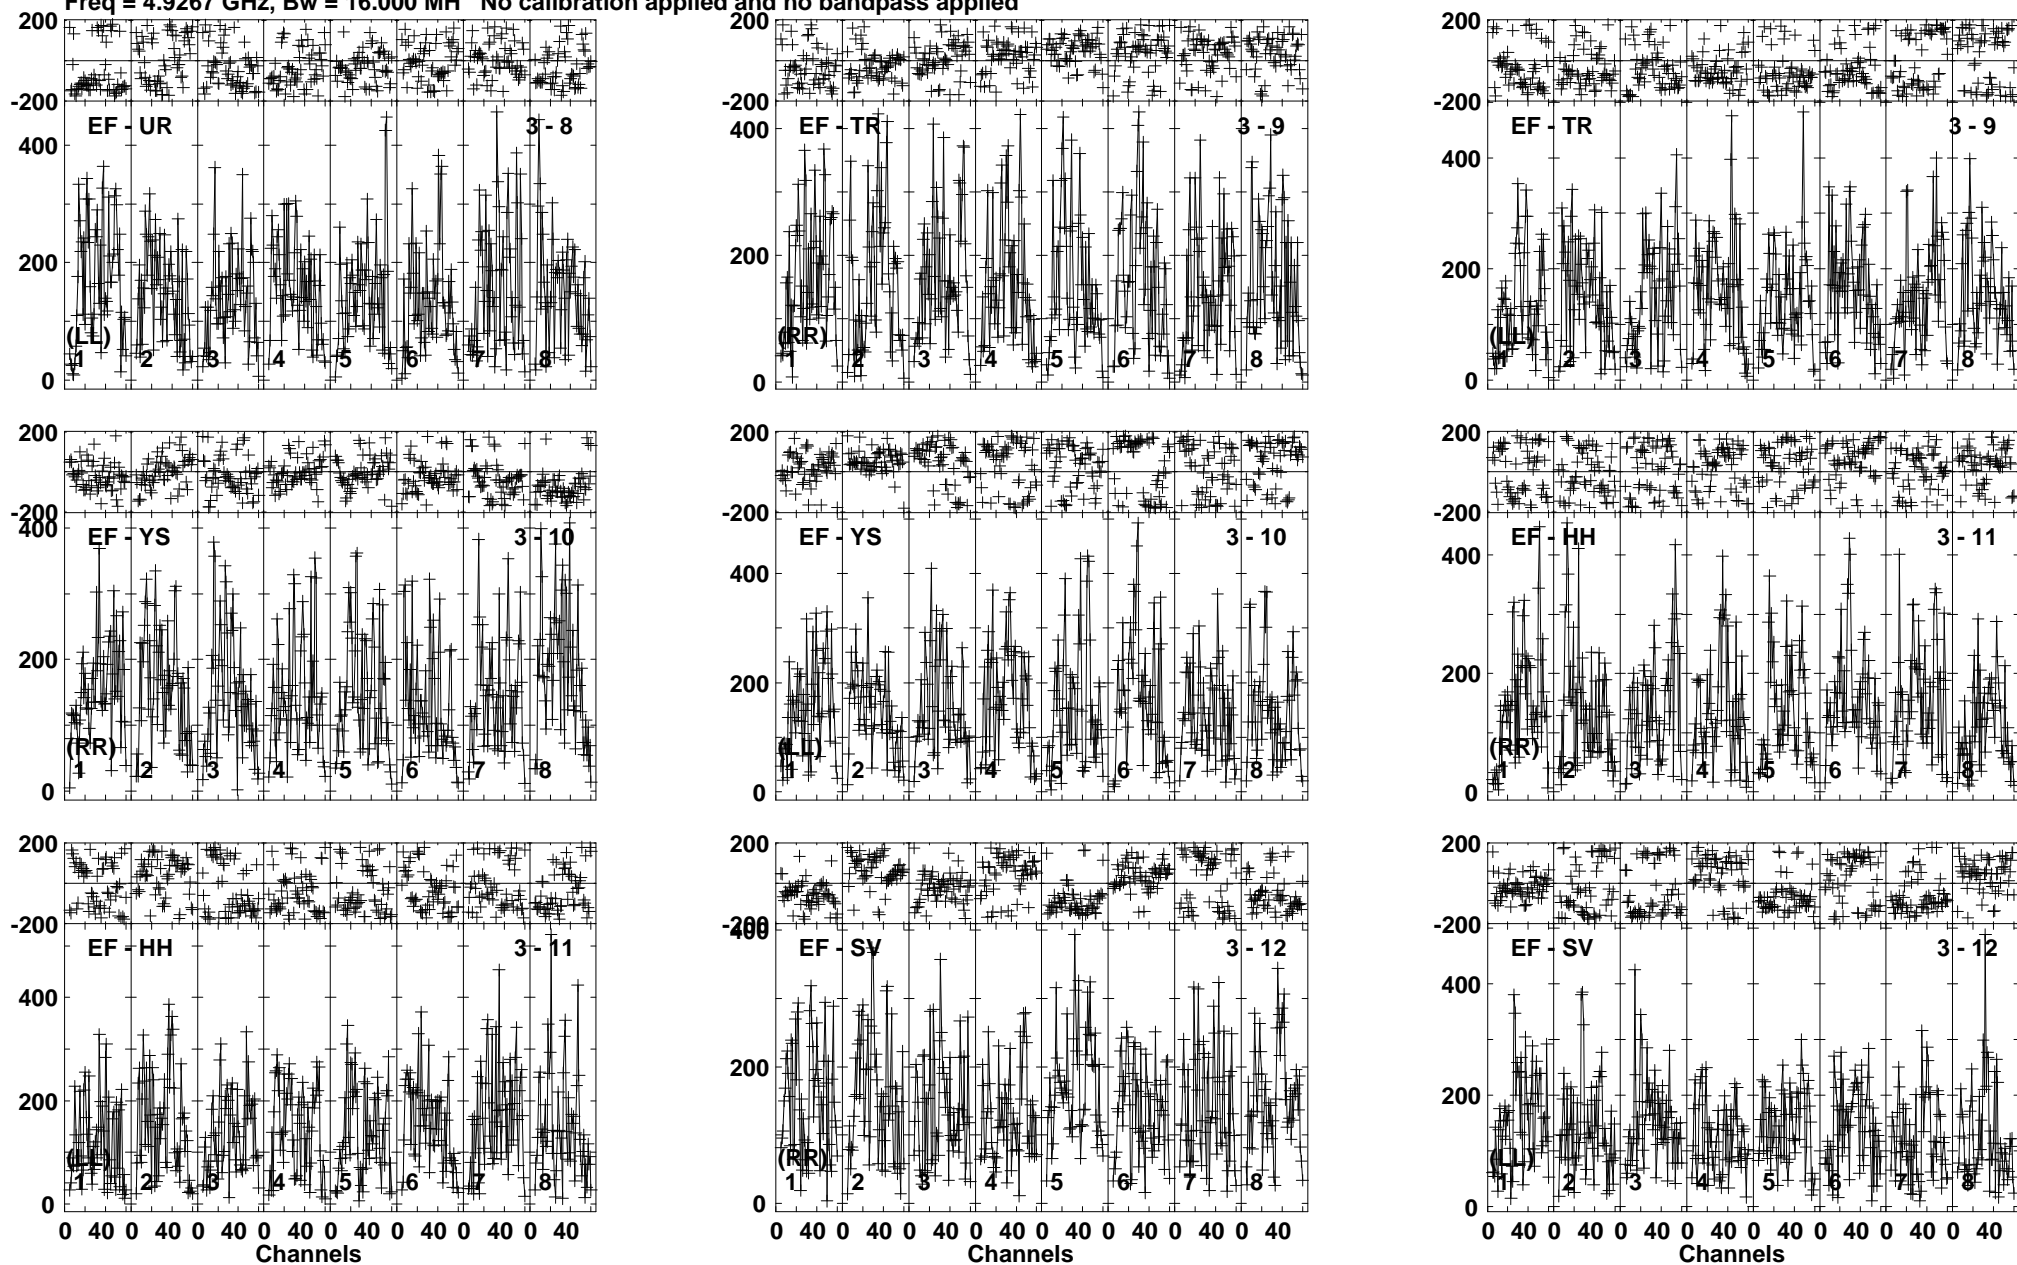 Freq = 4.9267 GHz, Bw = 16.000 MH No calibration applied and no bandpass applied
200 200 200
-200 -200 -200
EF - UR 3 - 8 EF - TR 3 - 9 EF - TR 3 - 9
400 400 400
200 200 200
(LL) (RR) (LL)
1 2 3 4 5 6 7 8 1 2 3 4 5 6 7 8 1 2 3 4 5 6 7 8
0 0 0
200 200 200
-200 -200 -200
400 EF - YS 3 - 10 EF - YS 3 - 10 EF - HH 3 - 11
400 400
200 200 200
(RR) (LL) (RR)
1 2 3 4 5 6 7 8 1 2 3 4 5 6 7 8 1 2 3 4 5 6 7 8
0 0 0
200 200 200
-200 -200 -200
400
EF - HH 3 - 11 EF - SV 3 - 12 EF - SV 3 - 12
400 400
200 200 200
(LL) (RR) (LL)
1 2 3 4 5 6 7 8 1 2 3 4 5 6 7 8 1 2 3 4 5 6 7 8
0 0 0
0 40 0 40 0 40 0 40 0 40 0 40 0 40 0 40 0 40 0 40 0 40 0 40 0 40 0 40 0 40 0 40 0 40 0 40 0 40 0 40 0 40 0 40 0 40 0 40
Channels Channels Channels